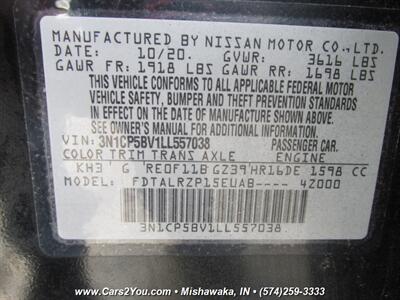 MANUFACTURED BY NISSAN MOTOR CO., LTD.
DATE: 10/20. GVWR: 3616 LBS
GAWR FR: 1918 LBS GAWR RR: 1698 LBS
THIS VEHICLE CONFORMS TO ALL APPLICABLE FEDERAL MOTOR
VEHICLE SAFETY, BUMPER AND THEFT PREVENTION STANDARDS
IN EFFECT ON THE DATE OF MANUFACTURE SHOWN ABOVE.
SEE OWNER'S MANUAL FOR ADDITIONAL INFORMATION
VIN: 3N1CP5BV1LL557038 PASSENGER CAR
COLOR TRIM TRANS AXLE ENGINE
KH3 G RE0F11B GZ39 HR16DE 1598 CC
MODEL: FDTALRZP15EUAB---- 4Z000
3N1CP5BV1LL557038
www.Cars2You.com • Mishawaka, IN • (574)259-3333